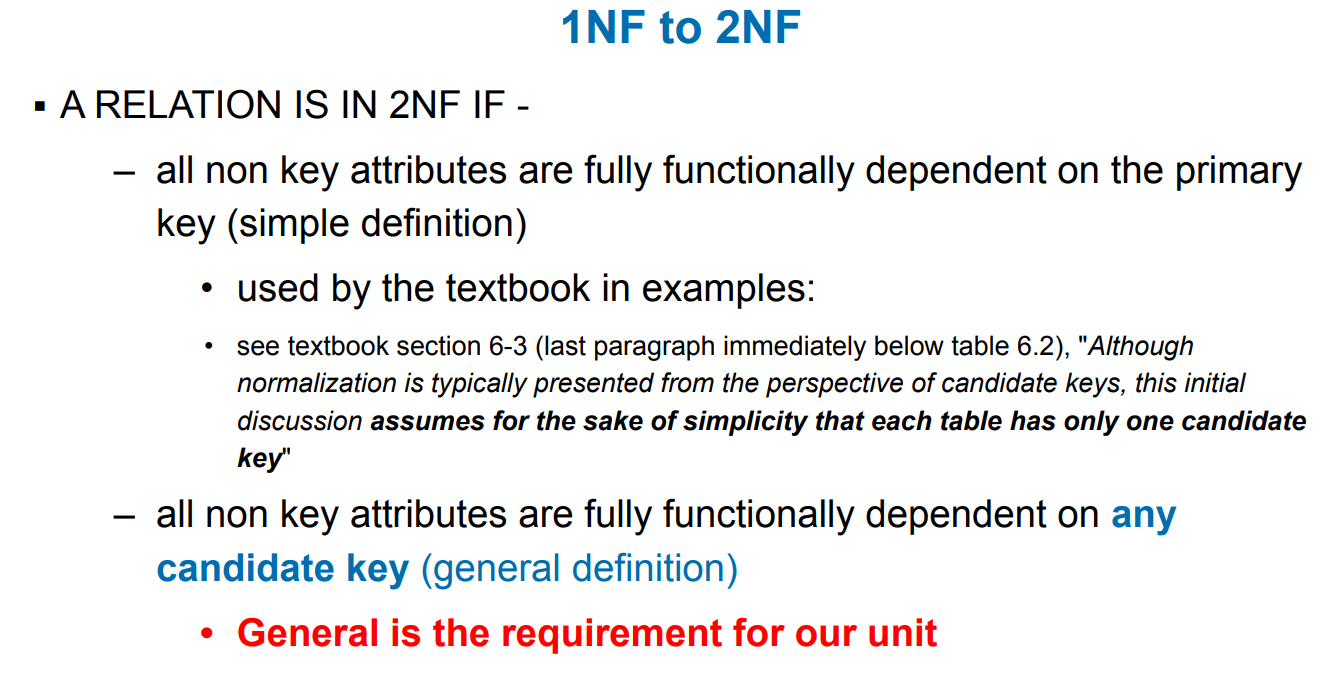 1NF to 2NF
▪ A RELATION IS IN 2NF IF -
– all non key attributes are fully functionally dependent on the primary
key (simple definition)
• used by the textbook in examples:
• see textbook section 6-3 (last paragraph immediately below table 6.2), "Although
normalization is typically presented from the perspective of candidate keys, this initial
discussion assumes for the sake of simplicity that each table has only one candidate
key"
– all non key attributes are fully functionally dependent on any
candidate key (general definition)
• General is the requirement for our unit